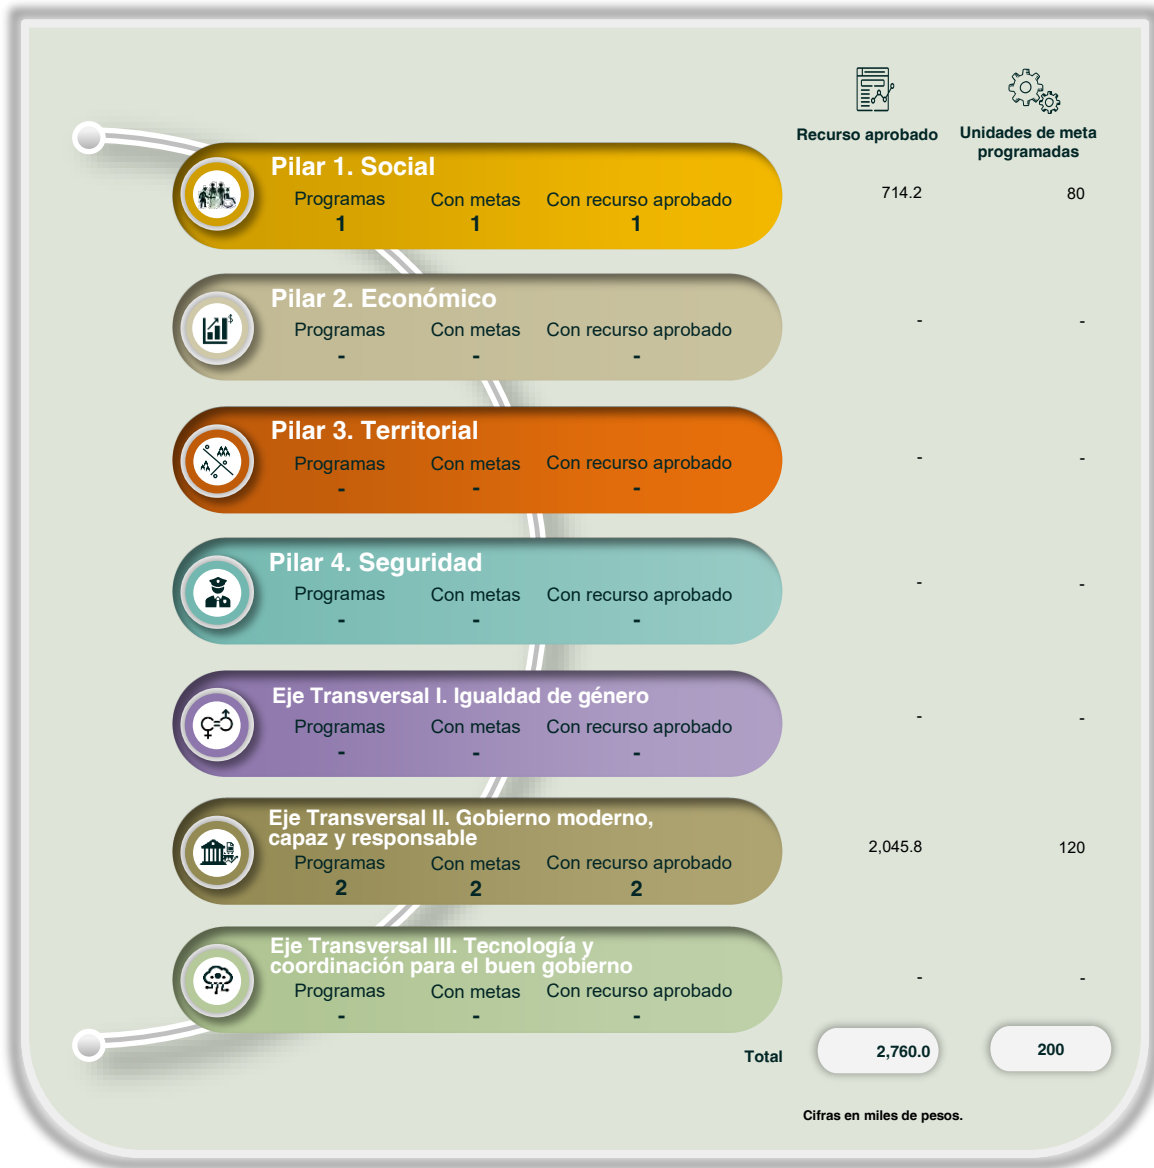 Recurso aprobado
Unidades de meta
programadas
Pilar 1. Social
Programas Con metas Con recurso aprobado
1 1 1
714.2 80
Pilar 2. Económico
Programas Con metas Con recurso aprobado
- - -
- -
Pilar 3. Territorial
Programas Con metas Con recurso aprobado
- - -
- -
Pilar 4. Seguridad
Programas Con metas Con recurso aprobado
- - -
- -
Eje Transversal I. Igualdad de género
Programas Con metas Con recurso aprobado
- - -
- -
Eje Transversal II. Gobierno moderno,
capaz y responsable
Programas Con metas Con recurso aprobado
2 2 2
2,045.8 120
Eje Transversal III. Tecnología y
coordinación para el buen gobierno
Programas Con metas Con recurso aprobado
- - -
- -
Total 2,760.0 200
Cifras en miles de pesos.